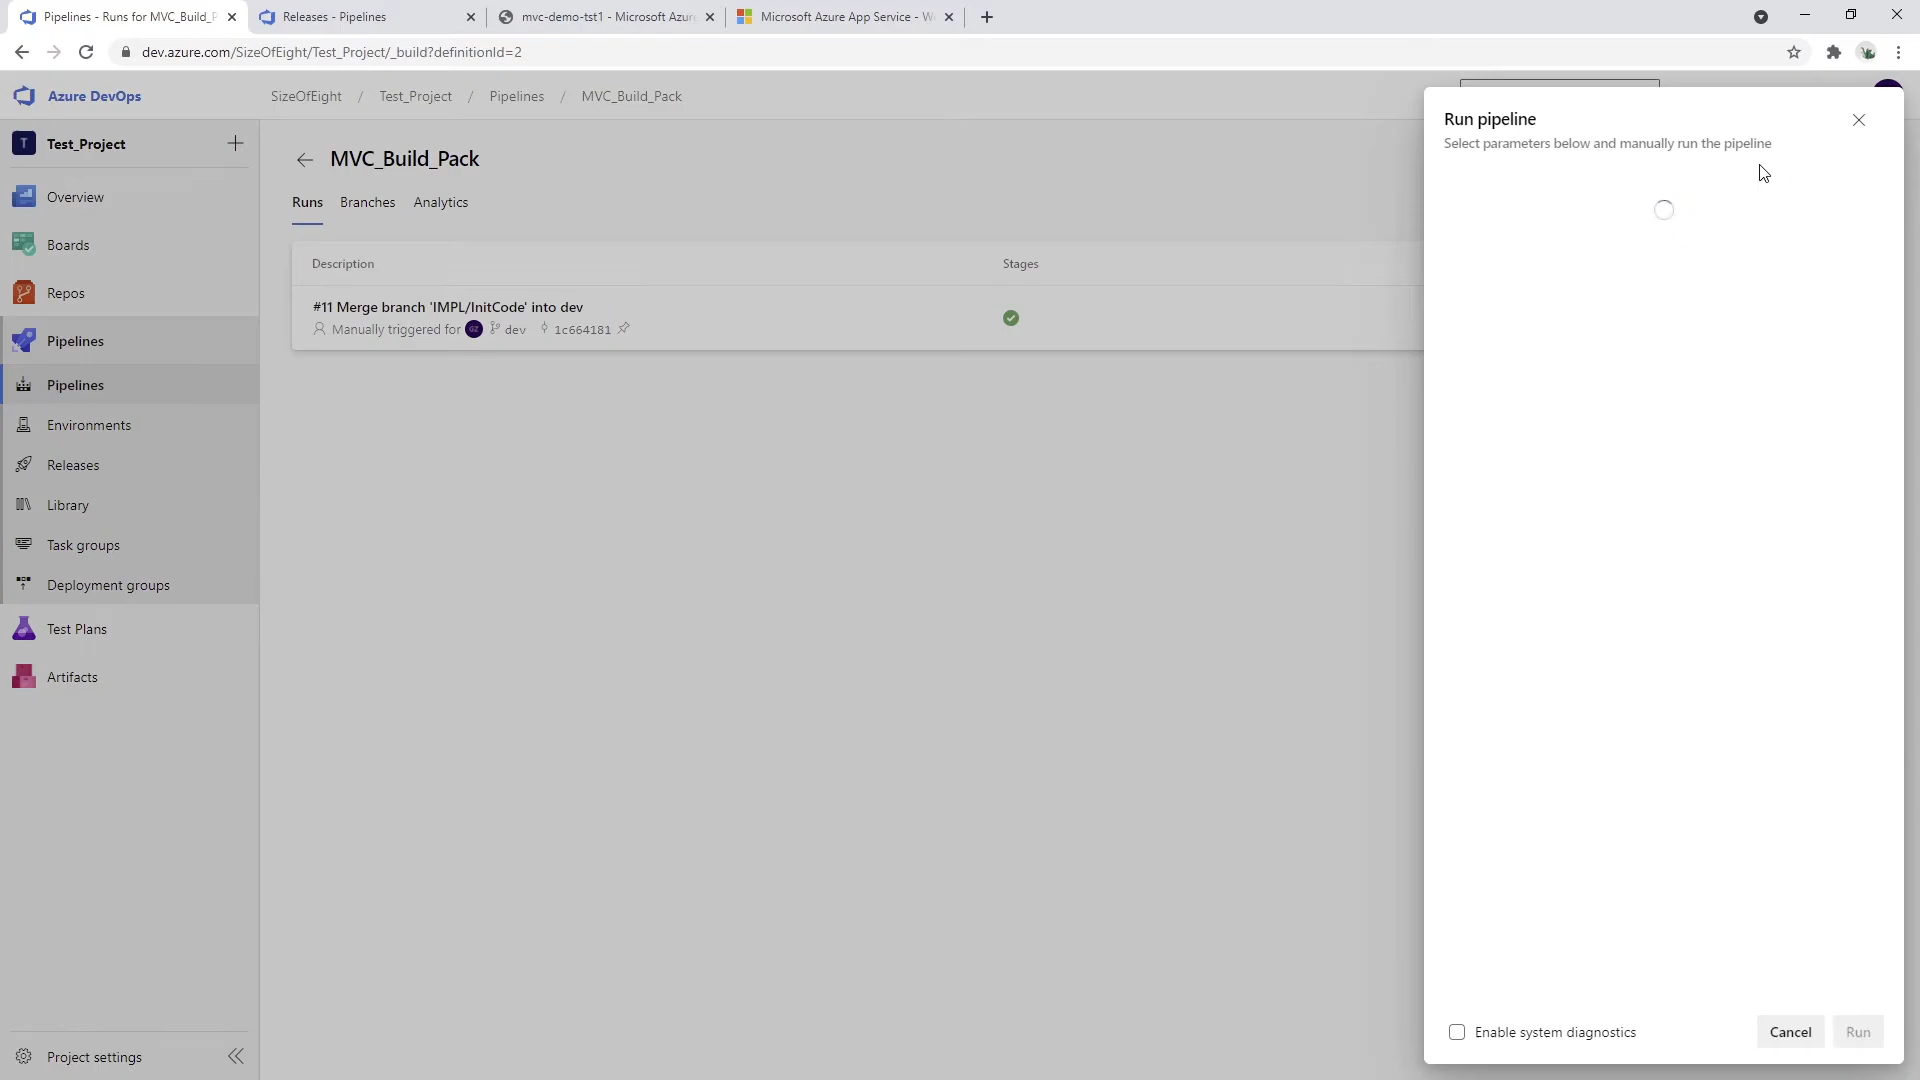 Pipelines - Runs for MVC_Build_P
Releases - Pipelines
mvc-demo-tst1 - Microsoft Azur
Microsoft Azure App Service - W
dev.azure.com/SizeOfEight/Test_Project/_build?definitionId=2
Azure DevOps
SizeOfEight / Test_Project / Pipelines / MVC_Build_Pack
T Test_Project
Overview
Boards
Repos
Pipelines
Pipelines
Environments
Releases
Library
Task groups
Deployment groups
Test Plans
Artifacts
Project settings
MVC_Build_Pack
Runs Branches Analytics
Description Stages
#11 Merge branch 'IMPL/InitCode' into dev
Manually triggered for GZ dev 1c664181
Run pipeline
Select parameters below and manually run the pipeline
Enable system diagnostics
Cancel Run